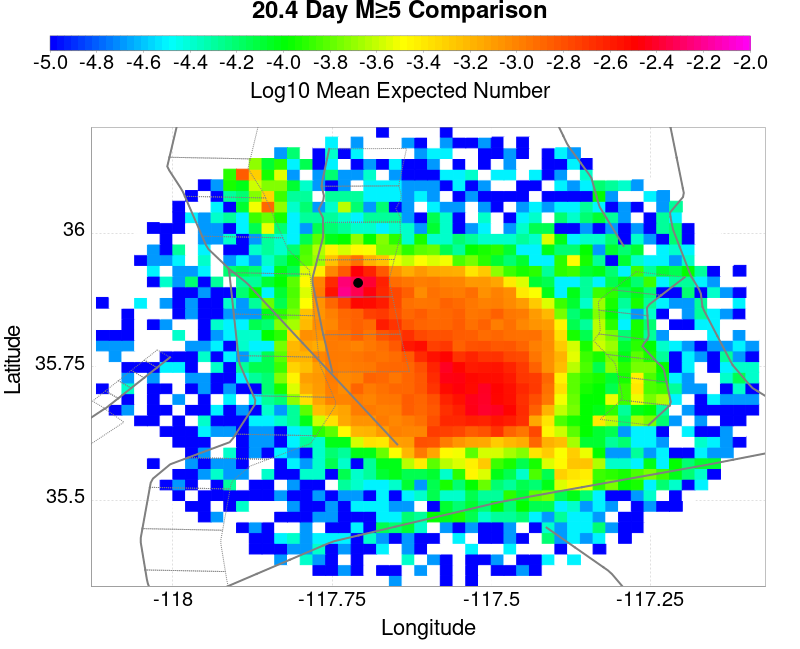 20.4 Day M≥5 Comparison
-5.0 -4.8 -4.6 -4.4 -4.2 -4.0 -3.8 -3.6 -3.4 -3.2 -3.0 -2.8 -2.6 -2.4 -2.2 -2.0
Log10 Mean Expected Number
36
35.75
35.5
Latitude
-118 -117.75 -117.5 -117.25
Longitude